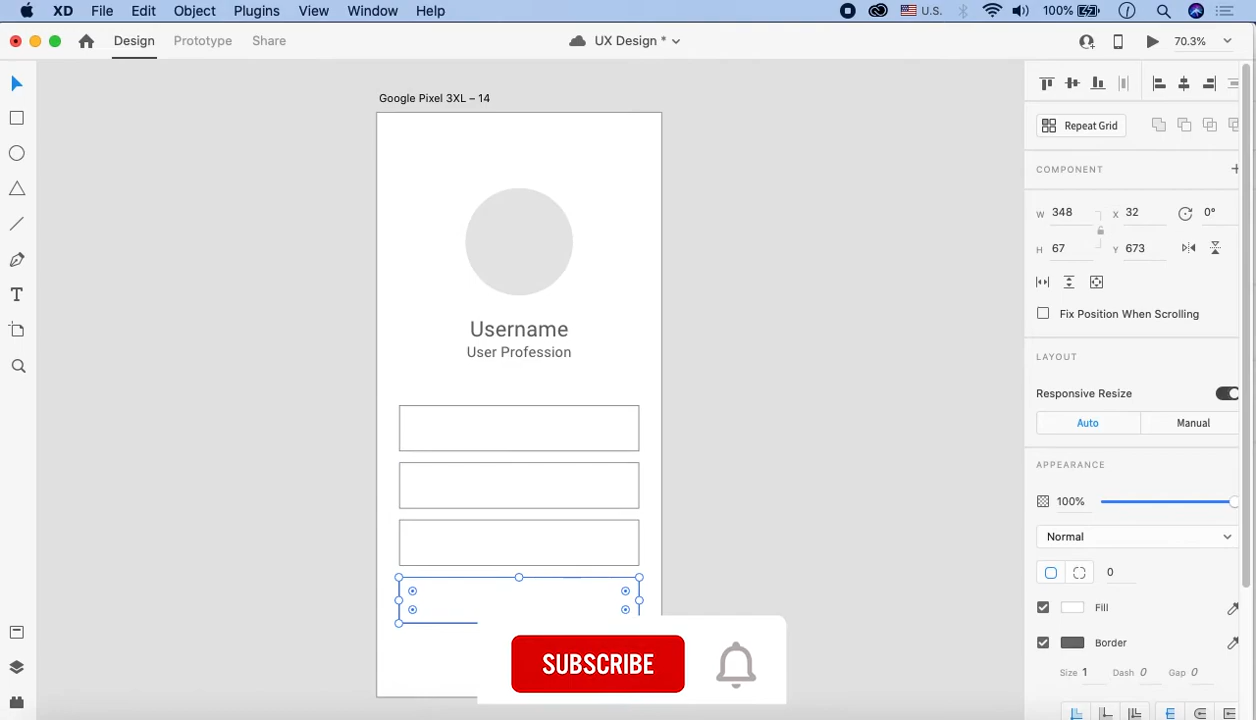 XD File Edit Object Plugins View Window Help U.S. 100%
Design Prototype Share UX Design * 70.3%
Google Pixel 3XL – 14
Repeat Grid
COMPONENT
W 348 X 32 0°
H 67 Y 673
Fix Position When Scrolling
Username
User Profession
LAYOUT
Responsive Resize
Auto Manual
APPEARANCE
100%
Normal
0
Fill
Border
Size 1 Dash 0 Gap 0
SUBSCRIBE